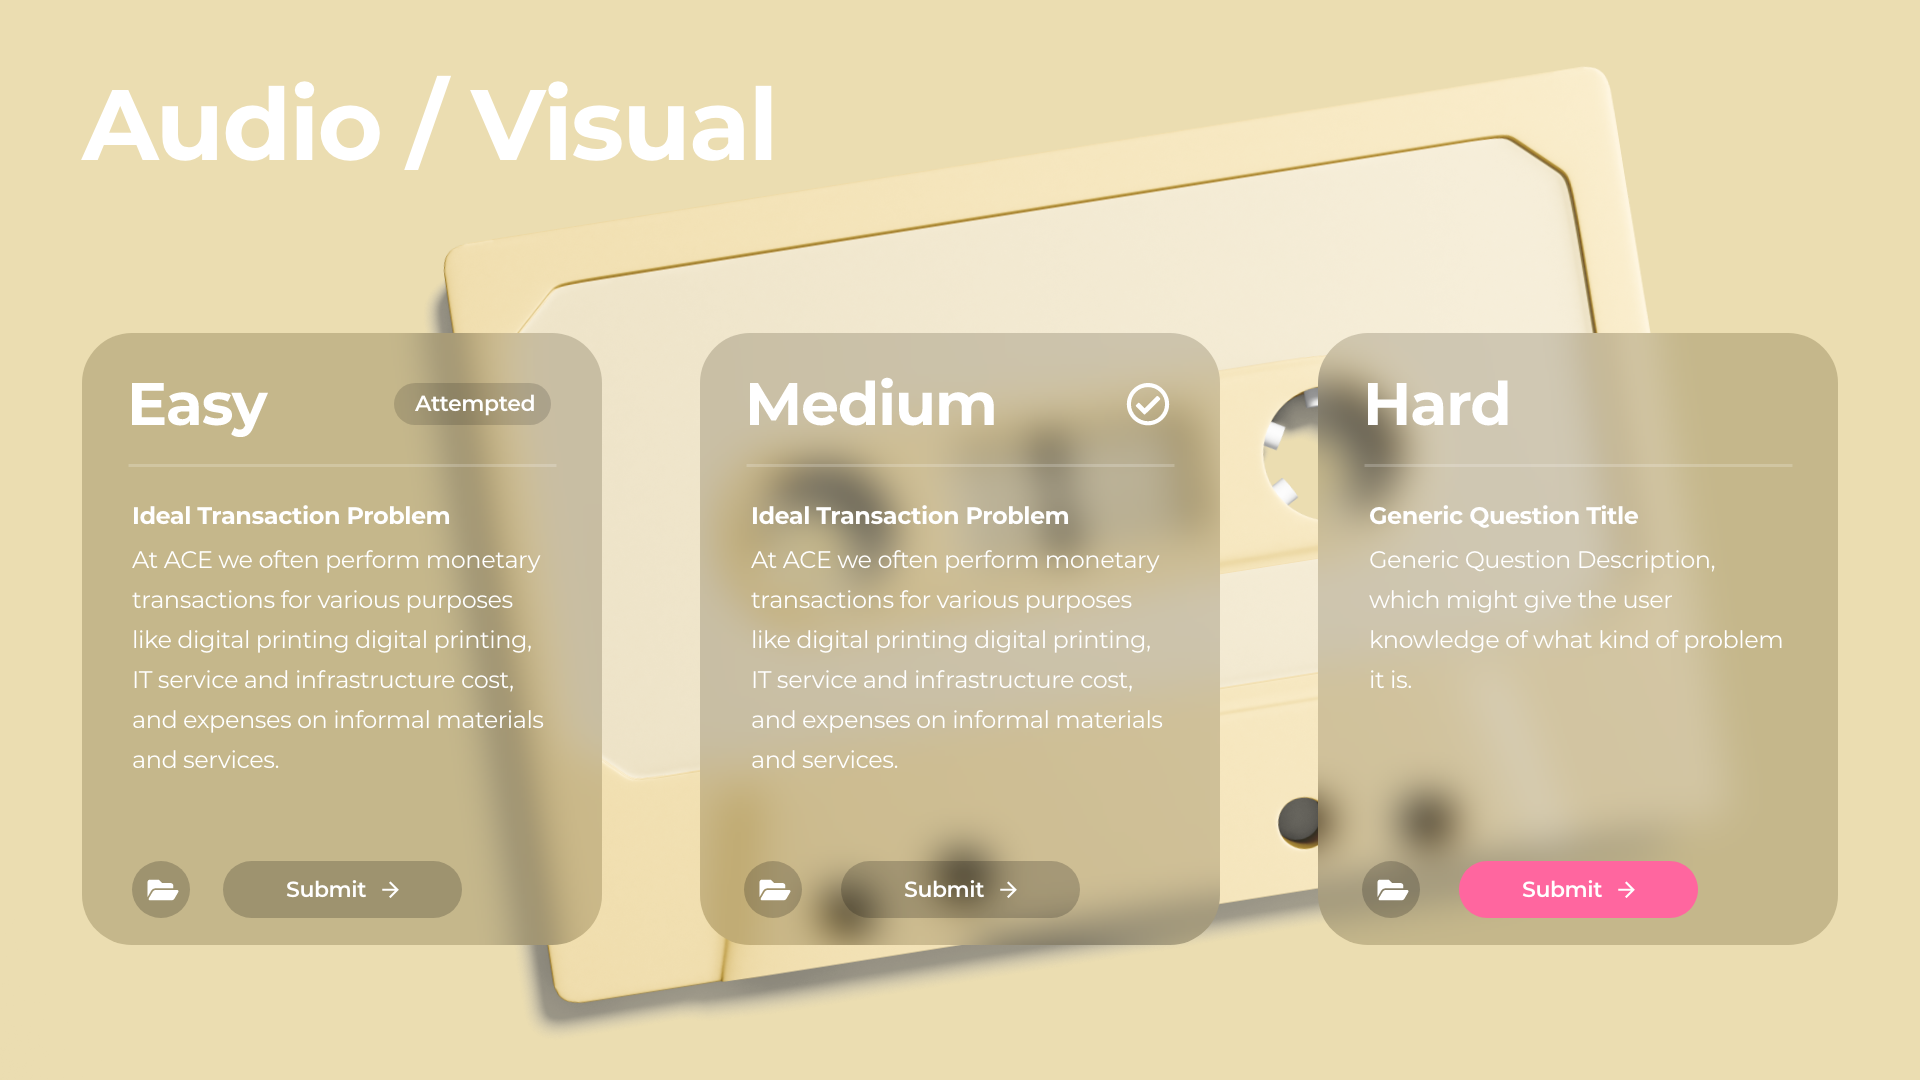 Audio / Visual
Easy
Attempted
Ideal Transaction Problem
At ACE we often perform monetary
transactions for various purposes
like digital printing digital printing,
IT service and infrastructure cost,
and expenses on informal materials
and services.
Submit
Medium
Ideal Transaction Problem
At ACE we often perform monetary
transactions for various purposes
like digital printing digital printing,
IT service and infrastructure cost,
and expenses on informal materials
and services.
Submit
Hard
Generic Question Title
Generic Question Description,
which might give the user
knowledge of what kind of problem
it is.
Submit